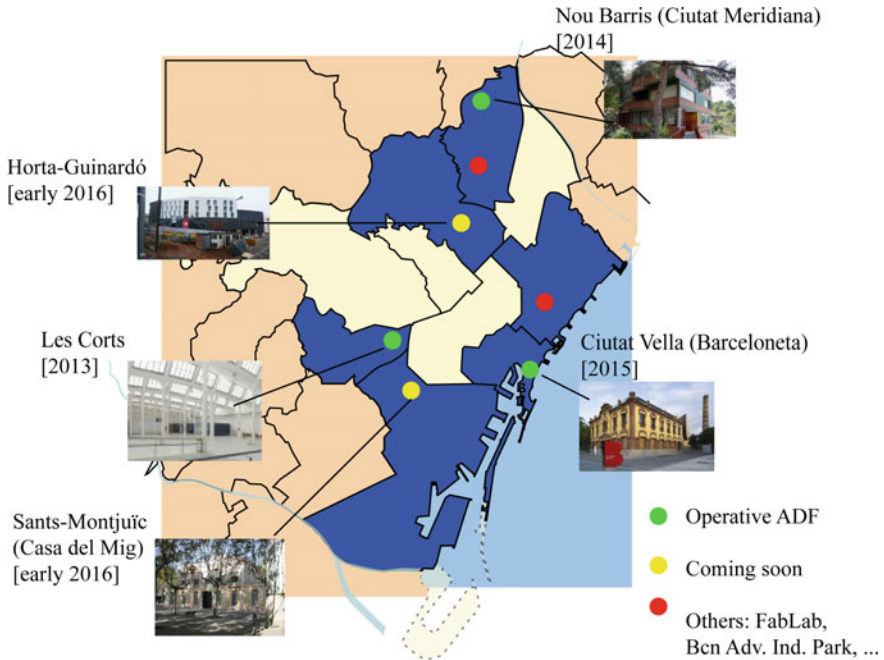 Nou Barris (Ciutat Meridiana)
[2014]
Horta-Guinardó
[early 2016]
Les Corts
[2013]
Ciutat Vella (Barceloneta)
[2015]
Sants-Montjuïc
(Casa del Mig)
[early 2016]
Operative ADF
Coming soon
Others: FabLab,
Bcn Adv. Ind. Park, ...
B